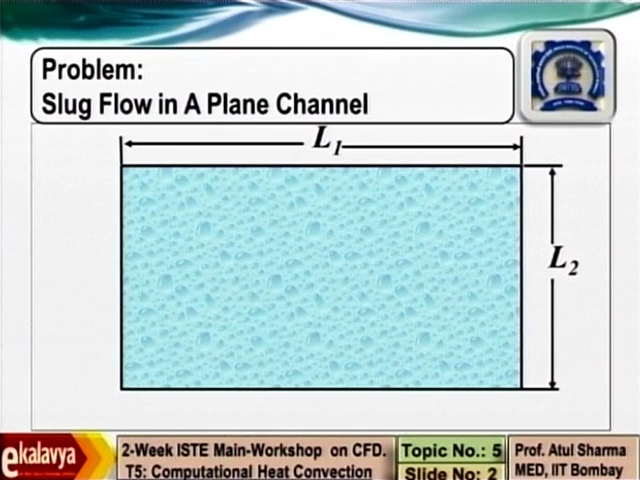 Problem:
Slug Flow in A Plane Channel
L1
L2
ekalavya
2-Week ISTE Main-Workshop on CFD.
T5: Computational Heat Convection
Topic No.: 5
Slide No: 2
Prof. Atul Sharma
MED, IIT Bombay